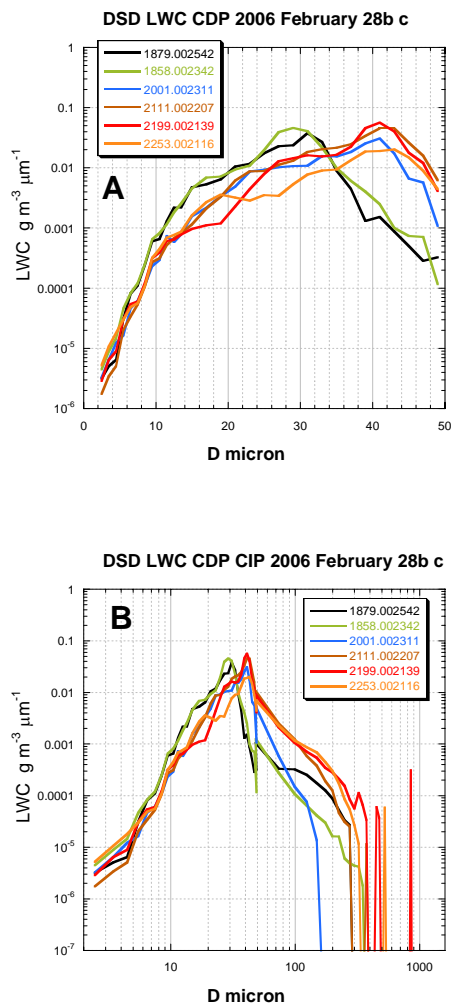 DSD LWC CDP 2006 February 28b c
1
0.1
0.01
0.001
0.0001
10⁻⁵
10⁻⁶
LWC g m⁻³ µm⁻¹
1879.002542
1858.002342
2001.002311
2111.002207
2199.002139
2253.002116
A
0 10 20 30 40 50
D micron
DSD LWC CDP CIP 2006 February 28b c
B
1
0.1
0.01
0.001
0.0001
10⁻⁵
10⁻⁶
10⁻⁷
LWC g m⁻³ µm⁻¹
1879.002542
1858.002342
2001.002311
2111.002207
2199.002139
2253.002116
10 100 1000
D micron